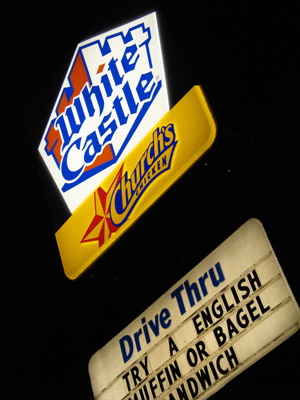 White
Castle
Church's
CHICKEN
Drive Thru
TRY A ENGLISH
MUFFIN OR BAGEL
SANDWICH